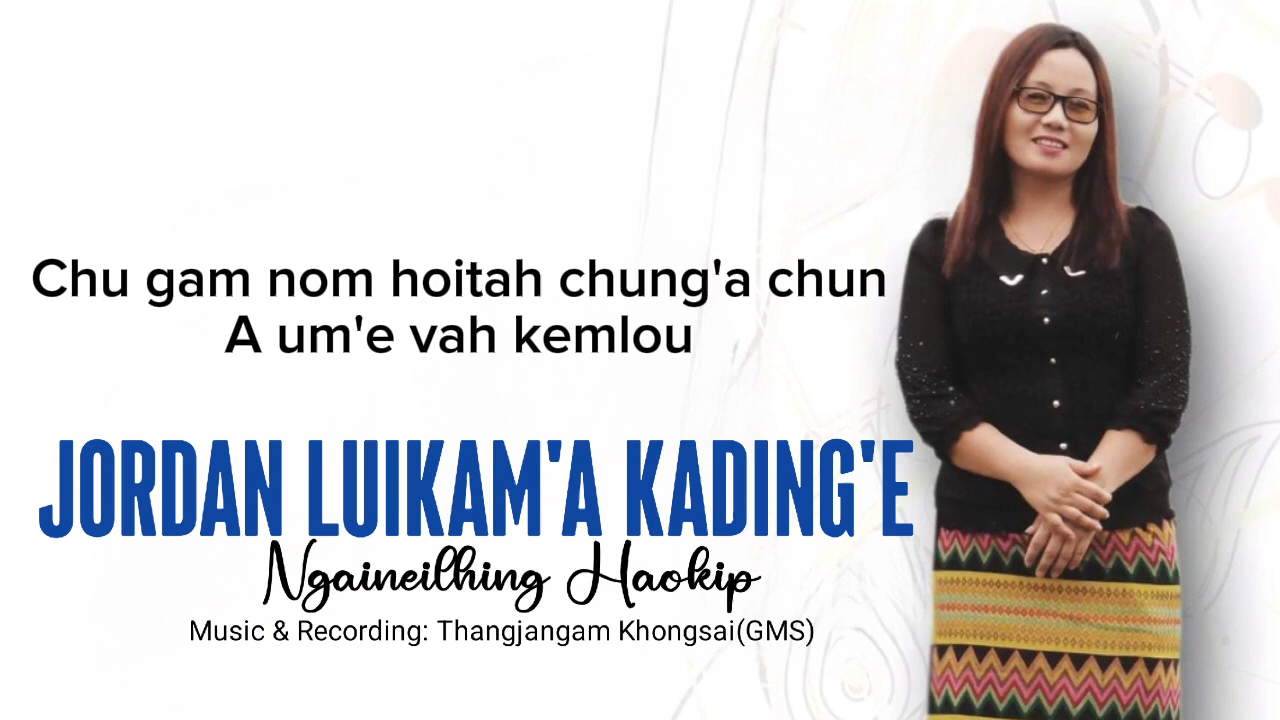 Chu gam nom hoitah chung'a chun
A um'e vah kemlou
JORDAN LUIKAM'A KADING'E
Ngaineilhing Haokip
Music & Recording: Thangjangam Khongsai(GMS)